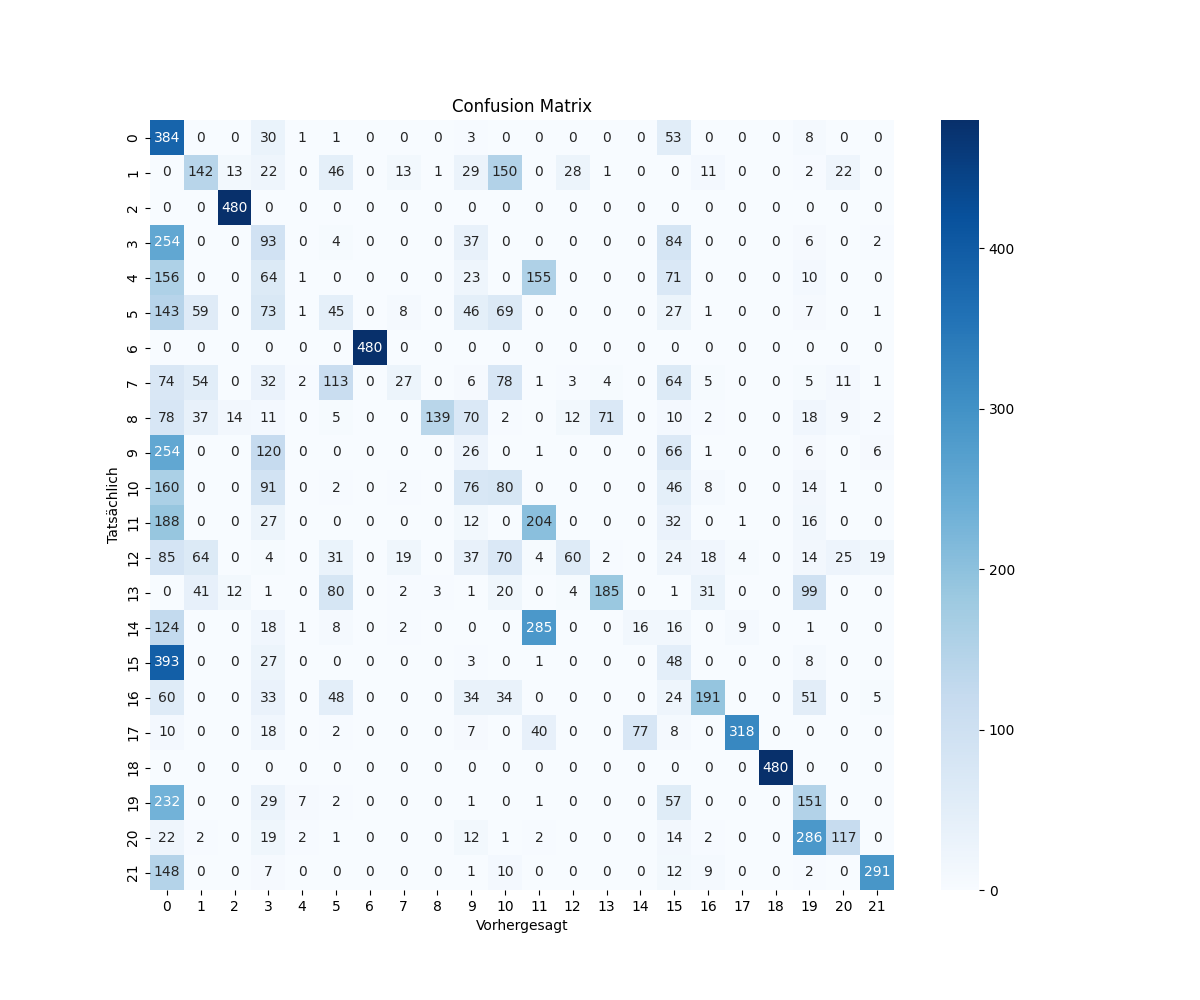 Confusion Matrix
Tatsächlich
0 384 0 0 30 1 1 0 0 0 3 0 0 0 0 0 53 0 0 0 8 0 0
1 0 142 13 22 0 46 0 13 1 29 150 0 28 1 0 0 11 0 0 2 22 0
2 0 0 480 0 0 0 0 0 0 0 0 0 0 0 0 0 0 0 0 0 0 0
3 254 0 0 93 0 4 0 0 0 37 0 0 0 0 0 84 0 0 0 6 0 2
4 156 0 0 64 1 0 0 0 0 23 0 155 0 0 0 71 0 0 0 10 0 0
5 143 59 0 73 1 45 0 8 0 46 69 0 0 0 0 27 1 0 0 7 0 1
6 0 0 0 0 0 0 480 0 0 0 0 0 0 0 0 0 0 0 0 0 0 0
7 74 54 0 32 2 113 0 27 0 6 78 1 3 4 0 64 5 0 0 5 11 1
8 78 37 14 11 0 5 0 0 139 70 2 0 12 71 0 10 2 0 0 18 9 2
9 254 0 0 120 0 0 0 0 0 26 0 1 0 0 0 66 1 0 0 6 0 6
10 160 0 0 91 0 2 0 2 0 76 80 0 0 0 0 46 8 0 0 14 1 0
11 188 0 0 27 0 0 0 0 0 12 0 204 0 0 0 32 0 1 0 16 0 0
12 85 64 0 4 0 31 0 19 0 37 70 4 60 2 0 24 18 4 0 14 25 19
13 0 41 12 1 0 80 0 2 3 1 20 0 4 185 0 1 31 0 0 99 0 0
14 124 0 0 18 1 8 0 2 0 0 0 285 0 0 16 16 0 9 0 1 0 0
15 393 0 0 27 0 0 0 0 0 3 0 1 0 0 0 48 0 0 0 8 0 0
16 60 0 0 33 0 48 0 0 0 34 34 0 0 0 0 24 191 0 0 51 0 5
17 10 0 0 18 0 2 0 0 0 7 0 40 0 0 77 8 0 318 0 0 0 0
18 0 0 0 0 0 0 0 0 0 0 0 0 0 0 0 0 0 0 480 0 0 0
19 232 0 0 29 7 2 0 0 0 1 0 1 0 0 0 57 0 0 0 151 0 0
20 22 2 0 19 2 1 0 0 0 12 1 2 0 0 0 14 2 0 0 286 117 0
21 148 0 0 7 0 0 0 0 0 1 10 0 0 0 0 12 9 0 0 2 0 291
0 1 2 3 4 5 6 7 8 9 10 11 12 13 14 15 16 17 18 19 20 21
Vorhergesagt
400
300
200
100
0